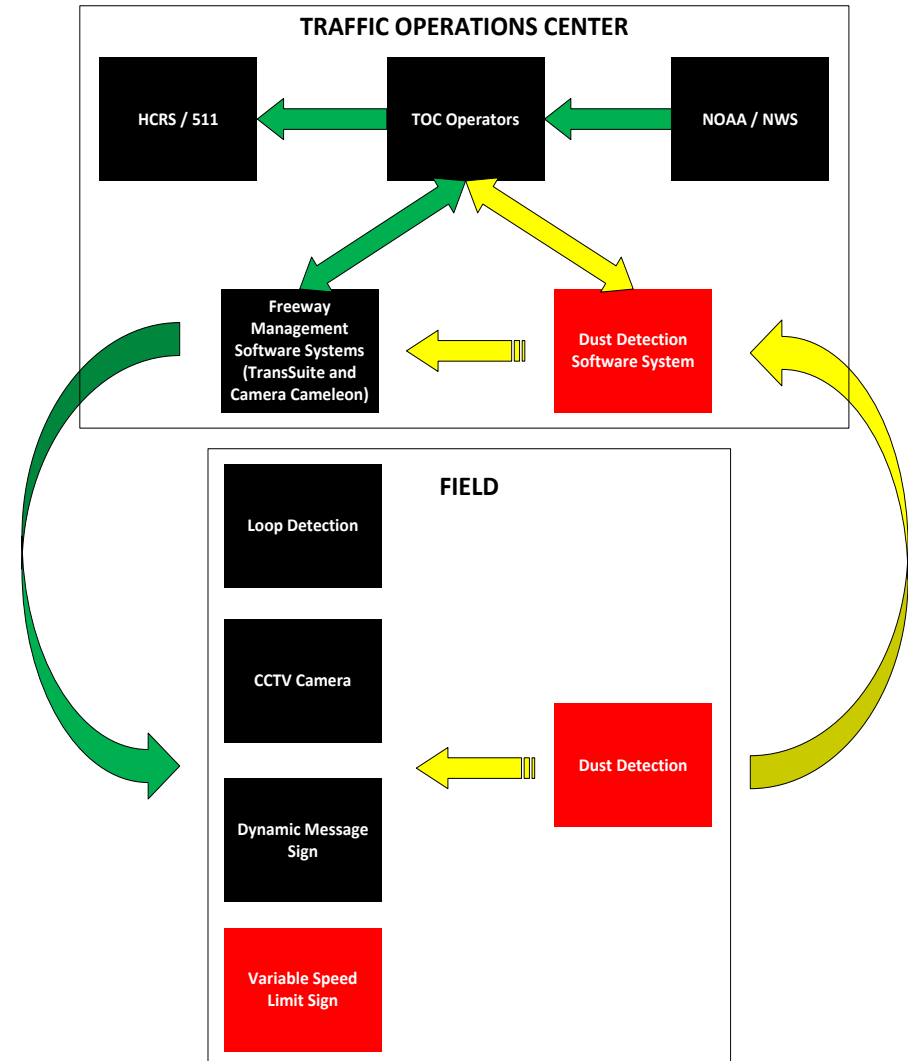 TRAFFIC OPERATIONS CENTER
HCRS / 511
TOC Operators
NOAA / NWS
Freeway
Management
Software Systems
(TransSuite and
Camera Cameleon)
Dust Detection
Software System
FIELD
Loop Detection
CCTV Camera
Dust Detection
Dynamic Message
Sign
Variable Speed
Limit Sign